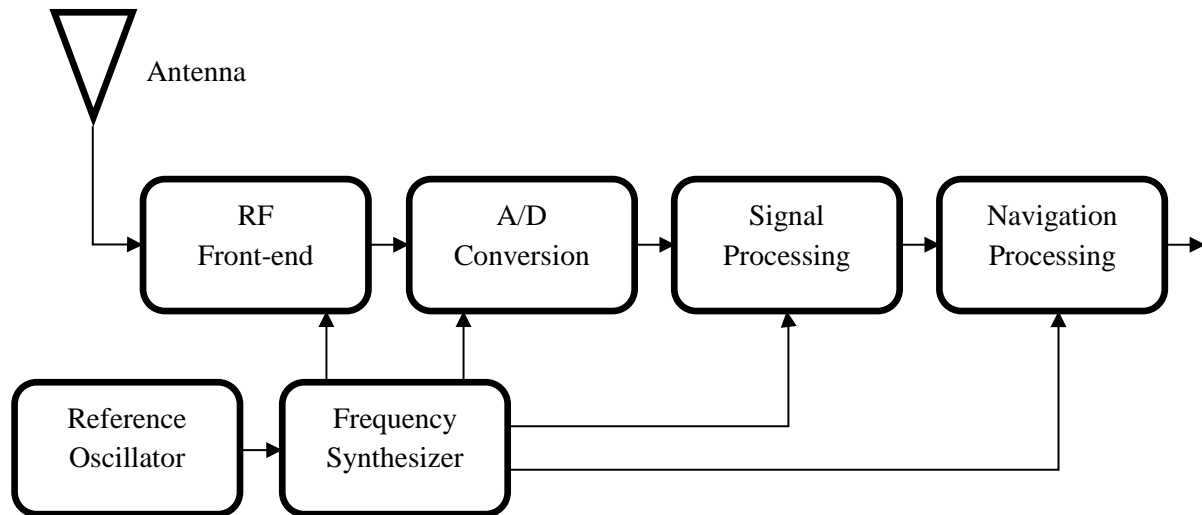 Antenna
RF
Front-end
A/D
Conversion
Signal
Processing
Navigation
Processing
Reference
Oscillator
Frequency
Synthesizer